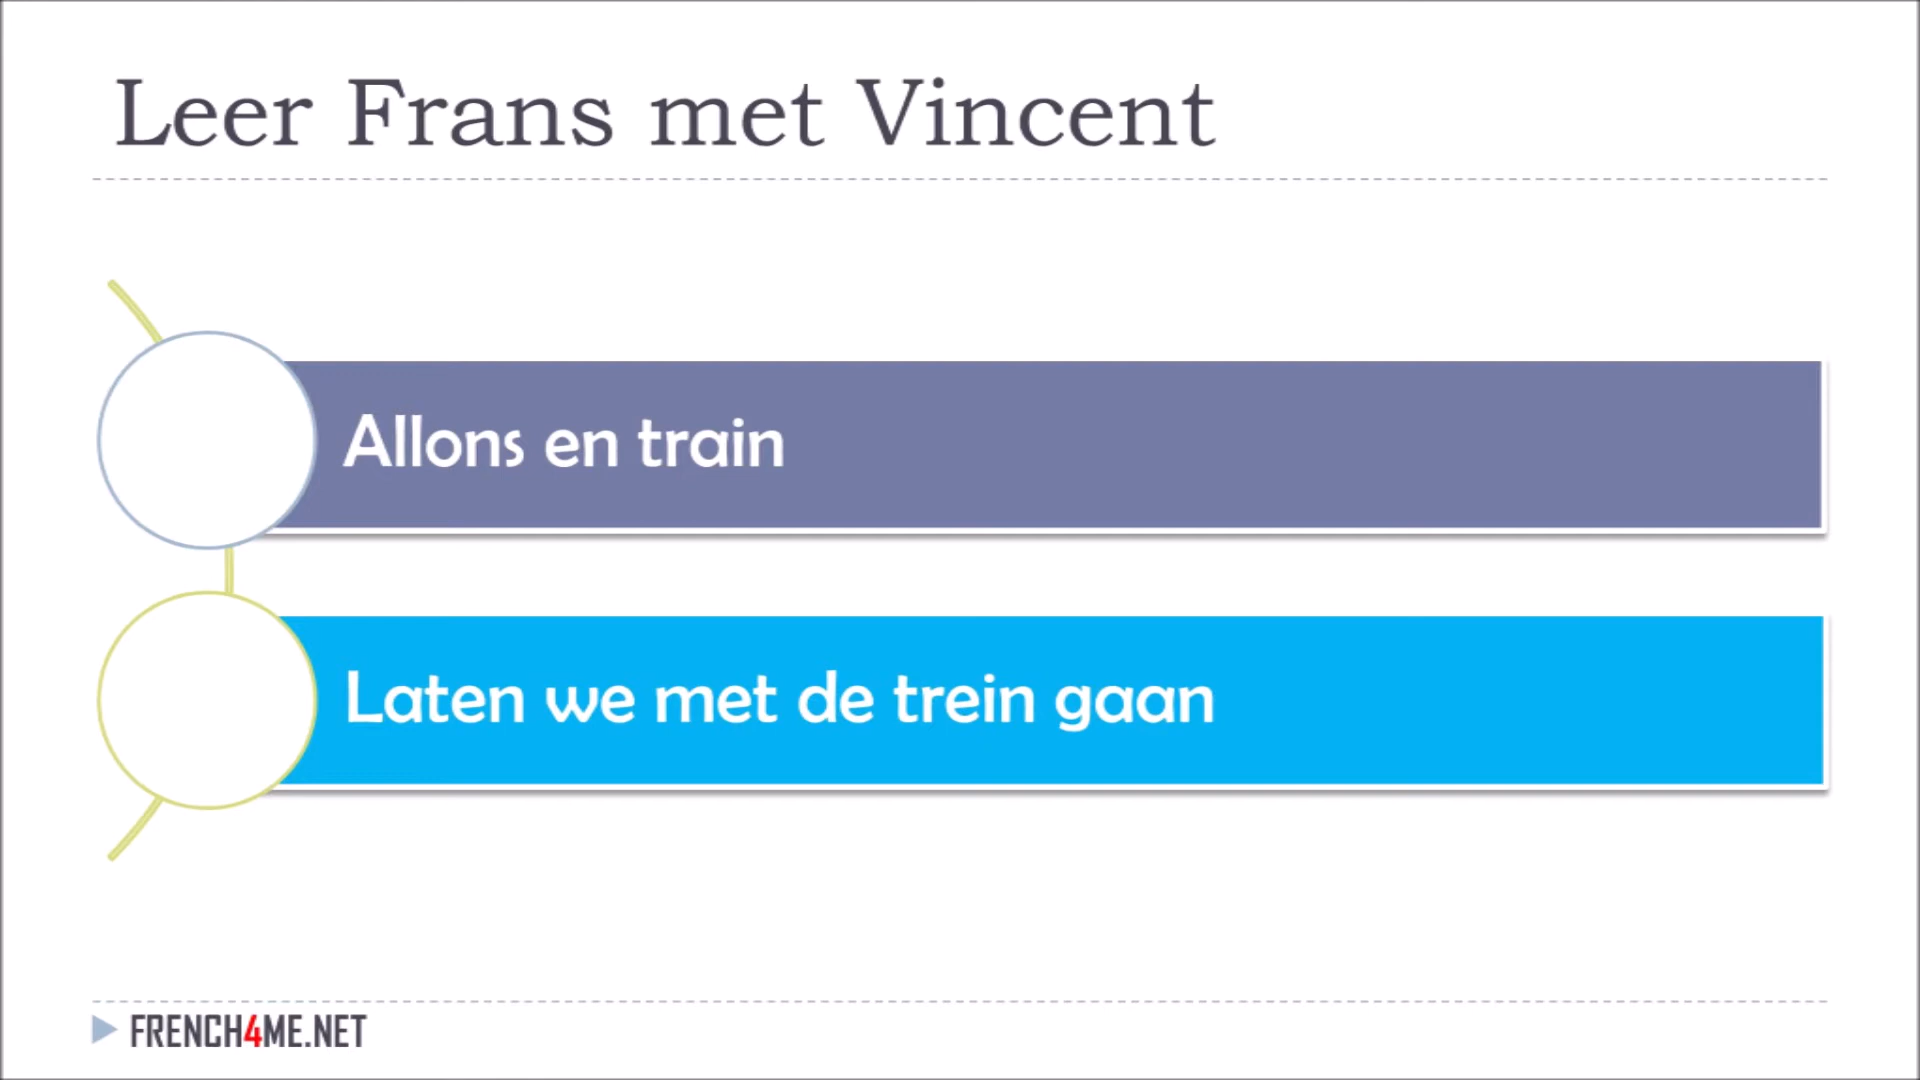 Leer Frans met Vincent
Allons en train
Laten we met de trein gaan
FRENCH4ME.NET